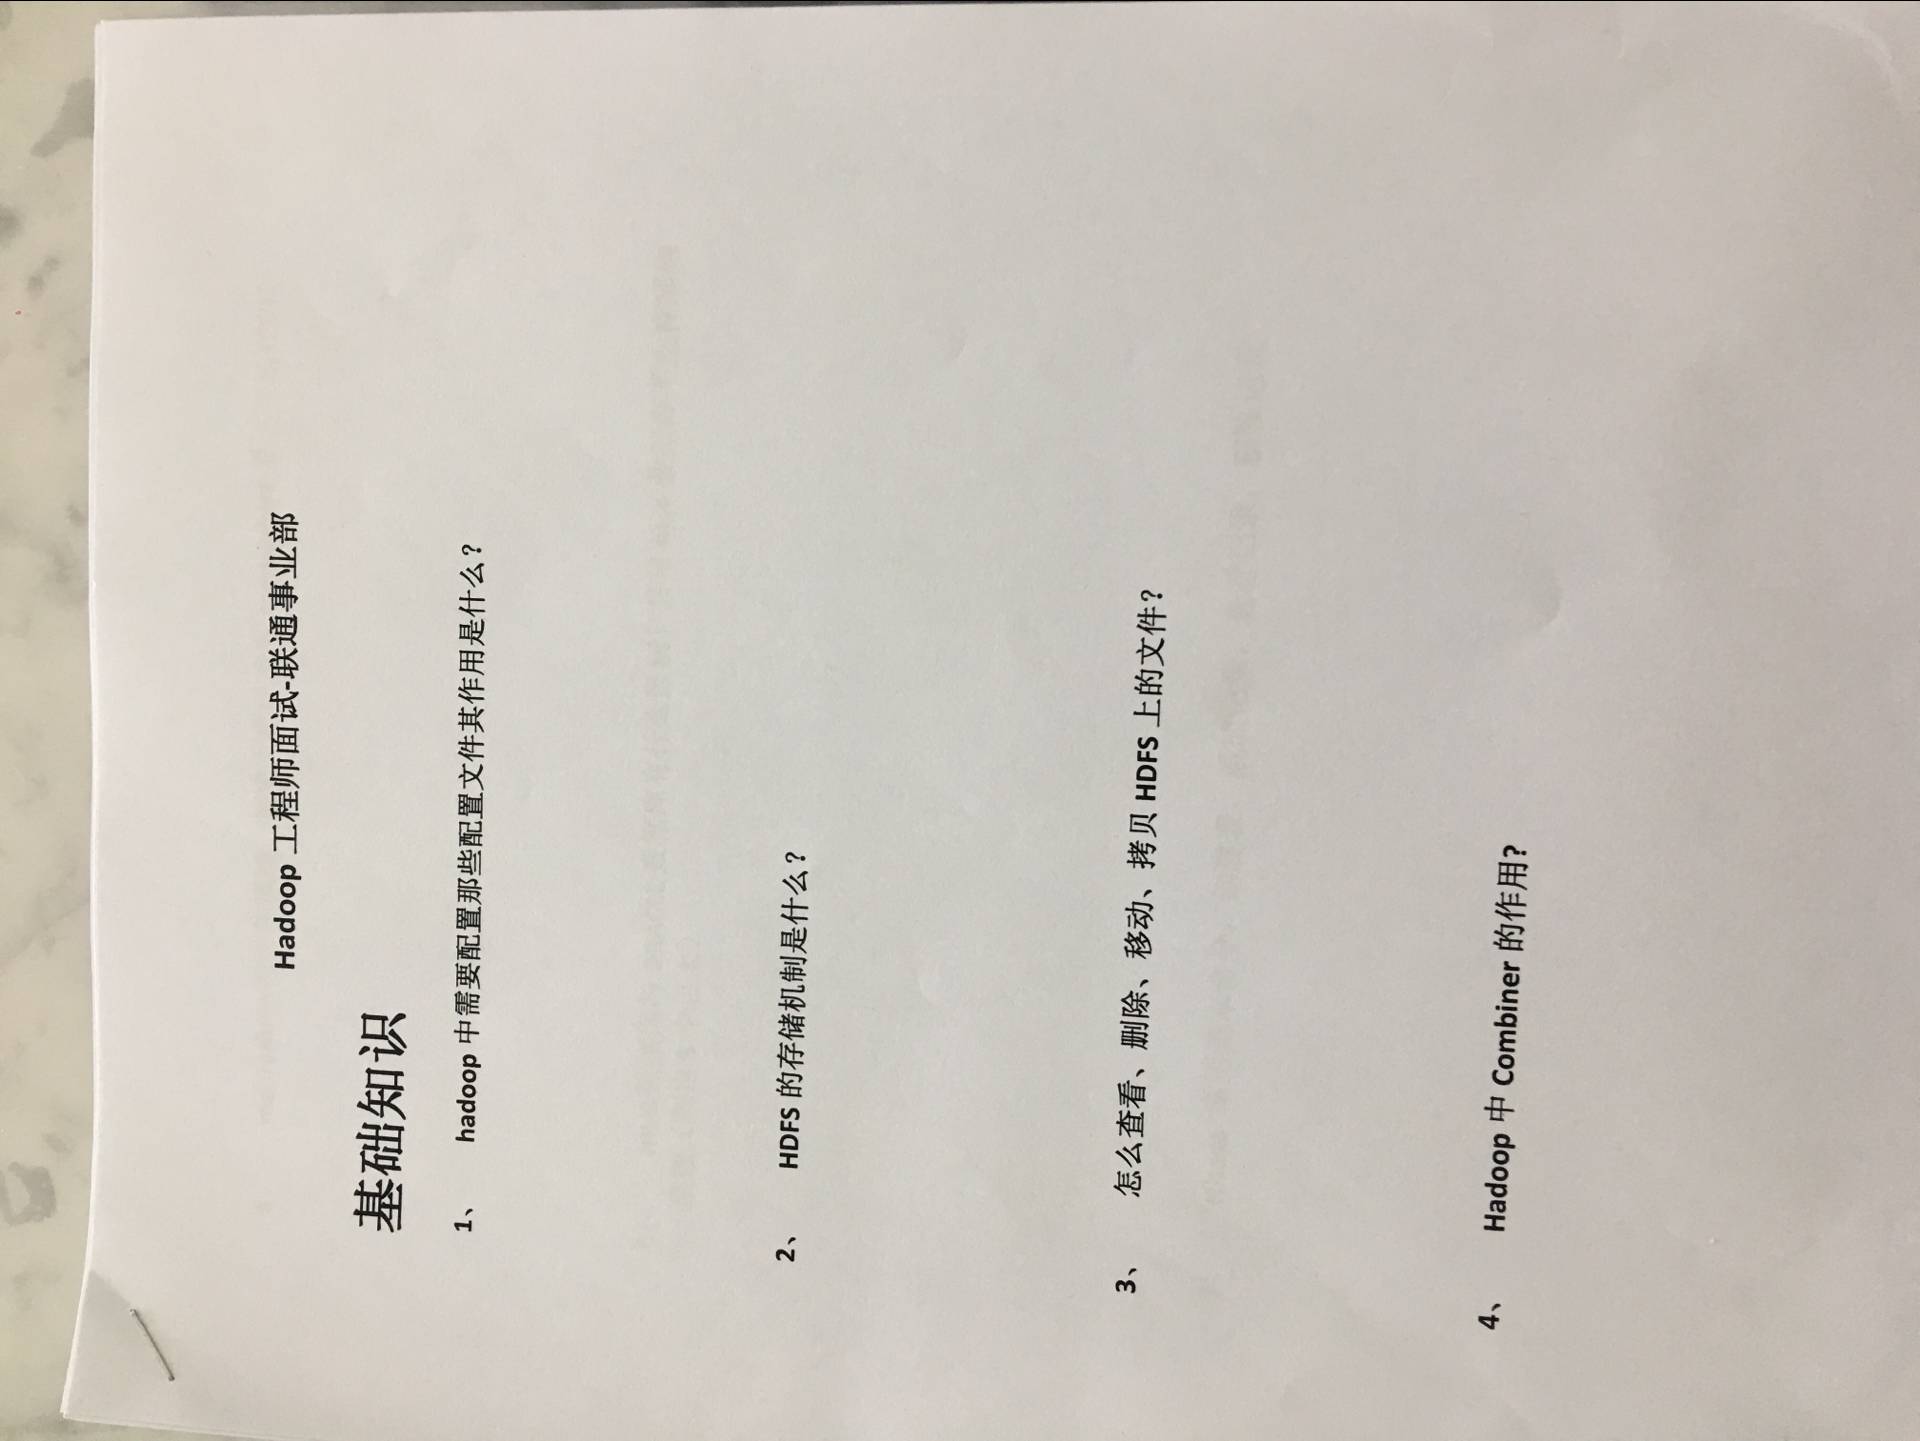 Hadoop 工程师面试-联通事业部
基础知识
1、 hadoop 中需要配置那些配置文件其作用是什么？
2、 HDFS 的存储机制是什么？
3、 怎么查看、删除、移动、拷贝 HDFS 上的文件？
4、 Hadoop 中 Combiner 的作用?